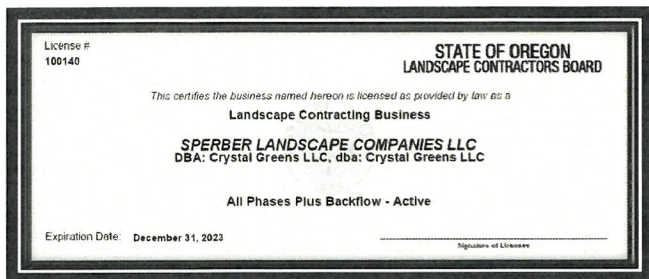 License #
100140
STATE OF OREGON
LANDSCAPE CONTRACTORS BOARD
This certifies the business named hereon is licensed as provided by law as a
Landscape Contracting Business
SPERBER LANDSCAPE COMPANIES LLC
DBA: Crystal Greens LLC, dba: Crystal Greens LLC
All Phases Plus Backflow - Active
Expiration Date: December 31, 2023
Signature of Licensee